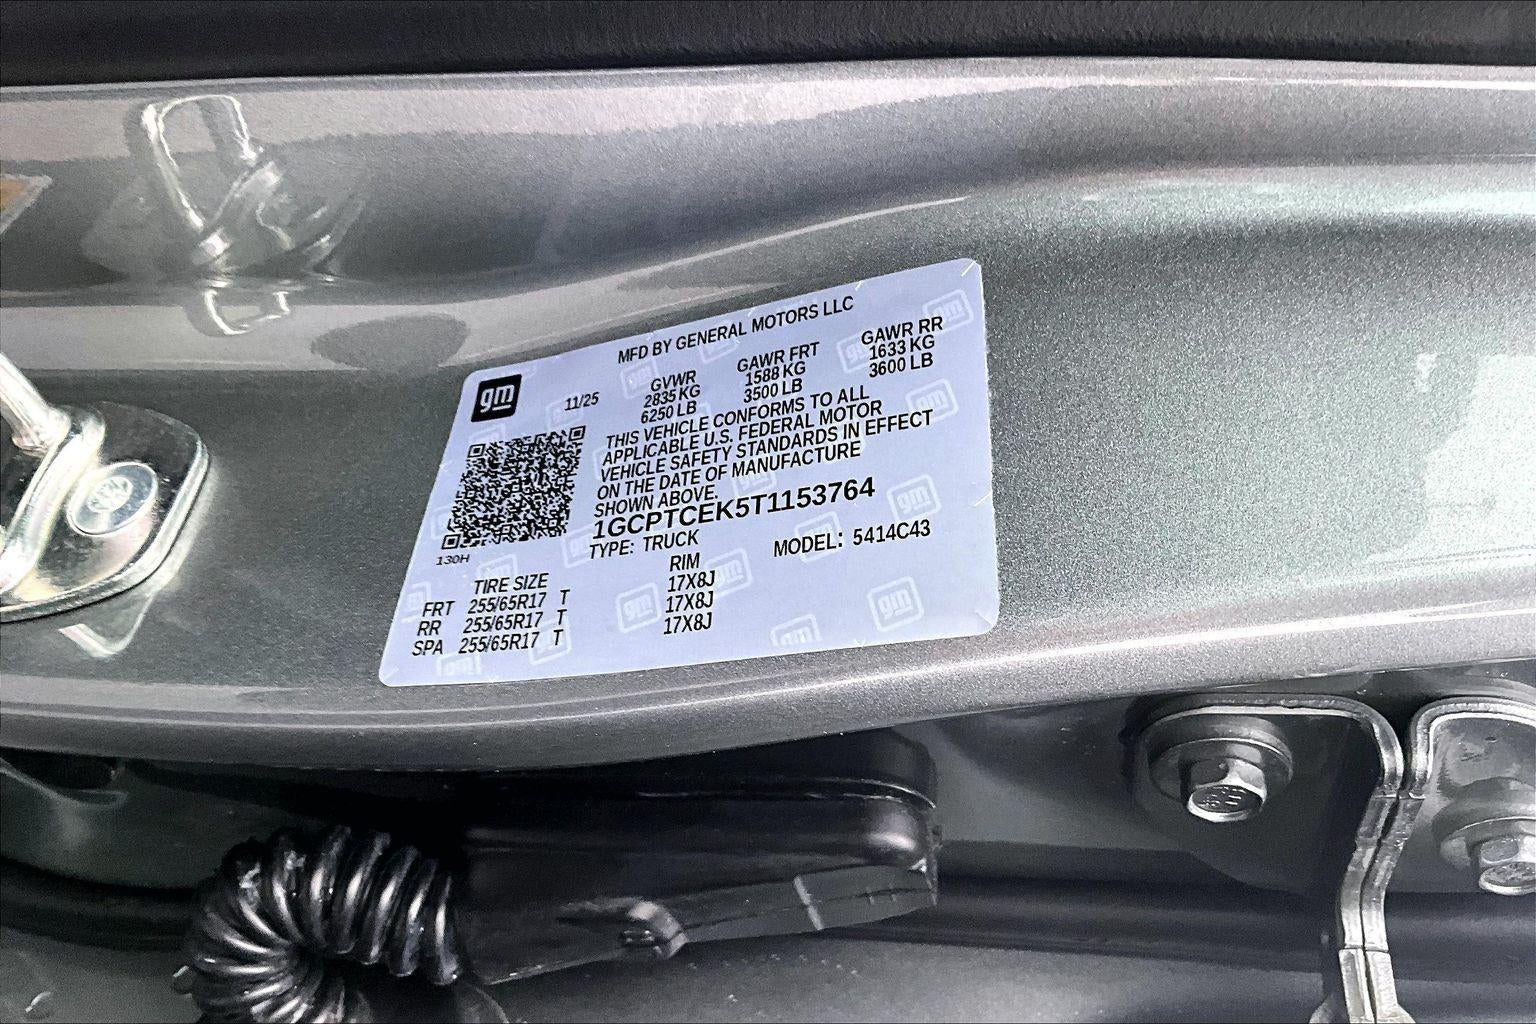 MFD BY GENERAL MOTORS LLC
gm
11/25
GVWR
2835 KG
6250 LB
GAWR FRT
1588 KG
3500 LB
GAWR RR
1633 KG
3600 LB
THIS VEHICLE CONFORMS TO ALL
APPLICABLE U.S. FEDERAL MOTOR
VEHICLE SAFETY STANDARDS IN EFFECT
ON THE DATE OF MANUFACTURE
SHOWN ABOVE.
1GCPTCEK5T1153764
TYPE: TRUCK
MODEL: 5414C43
130H
TIRE SIZE RIM
FRT 255/65R17 T 17X8J
RR 255/65R17 T 17X8J
SPA 255/65R17 T 17X8J